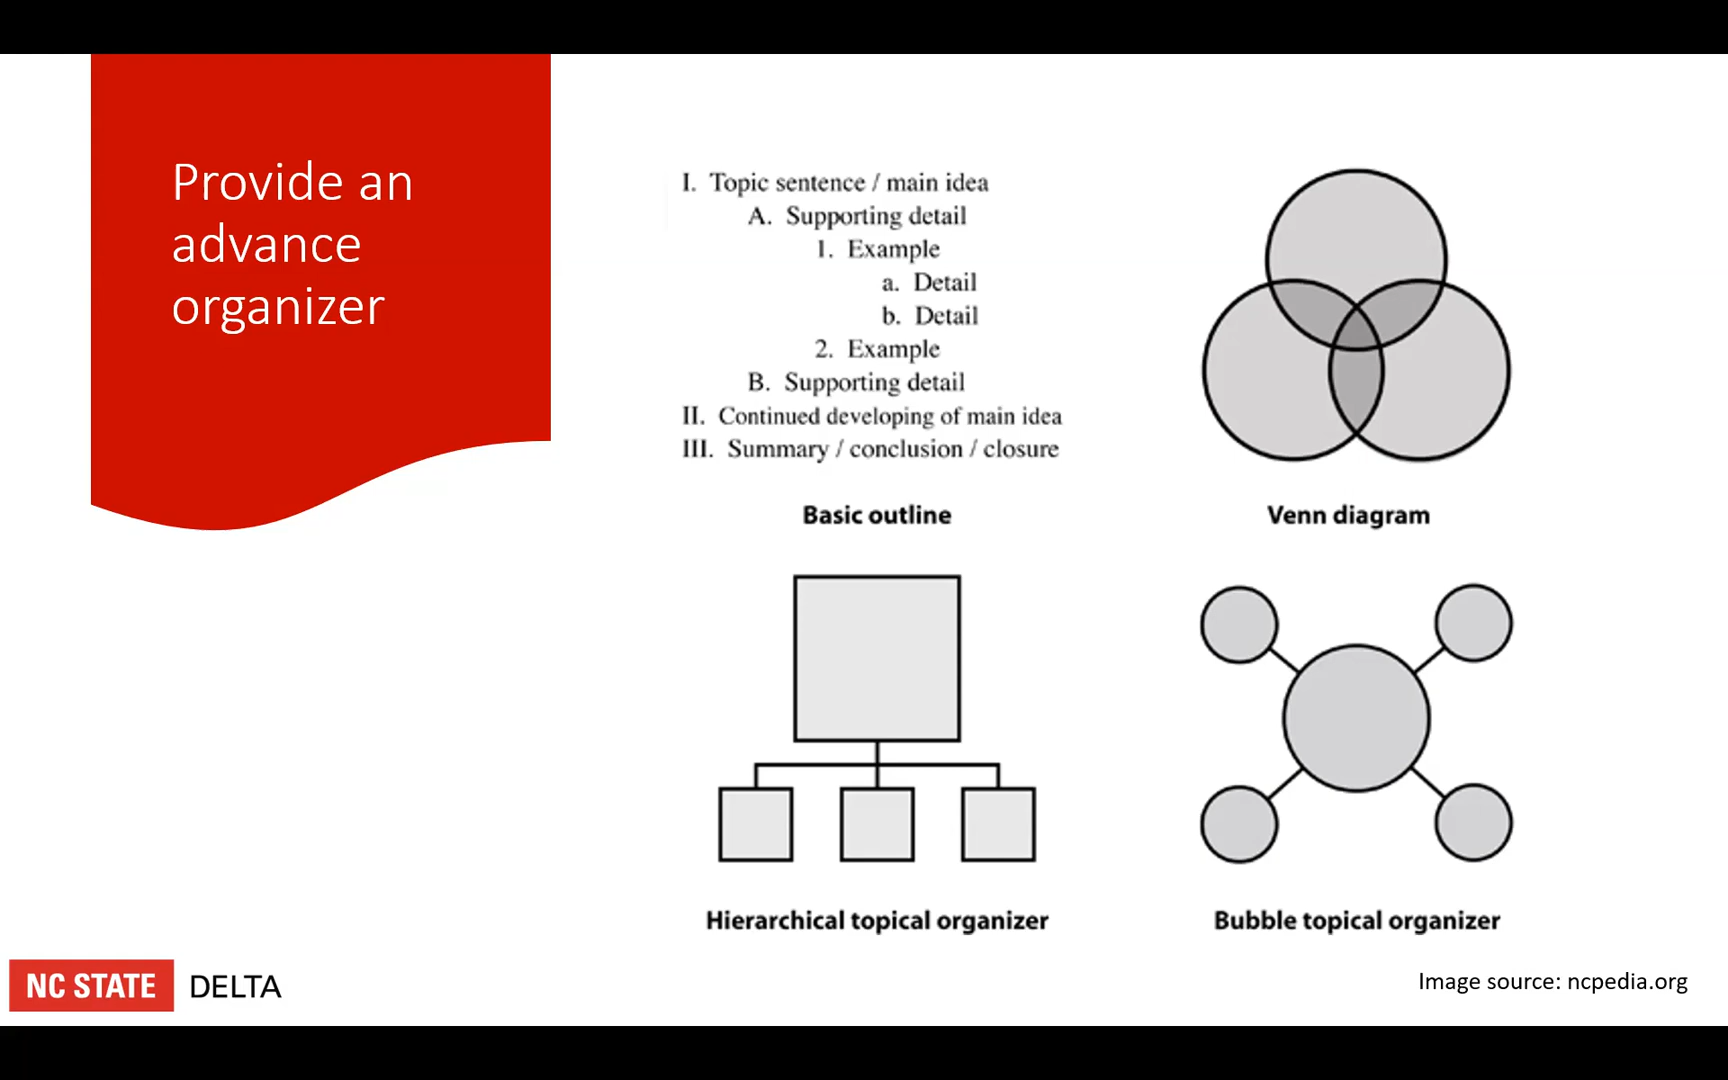 Provide an
advance
organizer
I. Topic sentence / main idea
A. Supporting detail
1. Example
a. Detail
b. Detail
2. Example
B. Supporting detail
II. Continued developing of main idea
III. Summary / conclusion / closure
Basic outline
Venn diagram
Hierarchical topical organizer
Bubble topical organizer
NC STATE DELTA
Image source: ncpedia.org